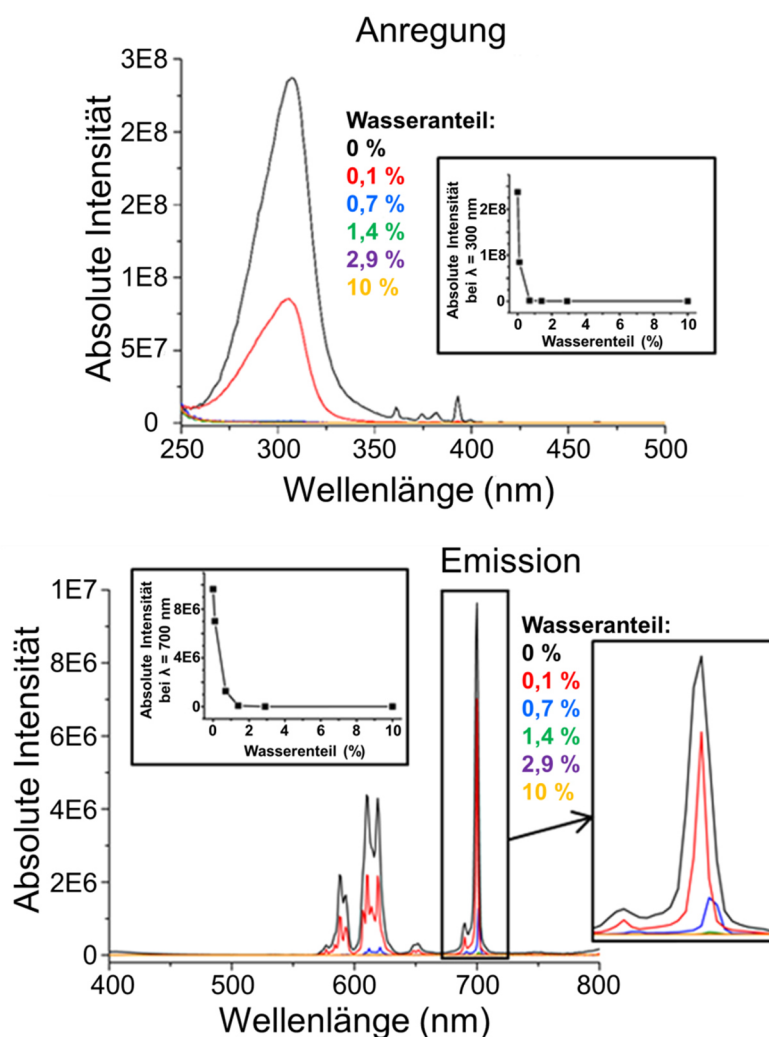 Anregung
3E8
2E8
2E8
1E8
5E7
0
Absolute Intensität
250 300 350 400 450 500
Wellenlänge (nm)
Wasseranteil:
0 %
0,1 %
0,7 %
1,4 %
2,9 %
10 %
Absolute Intensität
bei λ = 300 nm
2E8
1E8
0
0 2 4 6 8 10
Wasserenteil (%)
Emission
1E7
8E6
6E6
4E6
2E6
0
Absolute Intensität
400 500 600 700 800
Wellenlänge (nm)
Absolute Intensität
bei λ = 700 nm
8E6
4E6
0
0 2 4 6 8 10
Wasserenteil (%)
Wasseranteil:
0 %
0,1 %
0,7 %
1,4 %
2,9 %
10 %